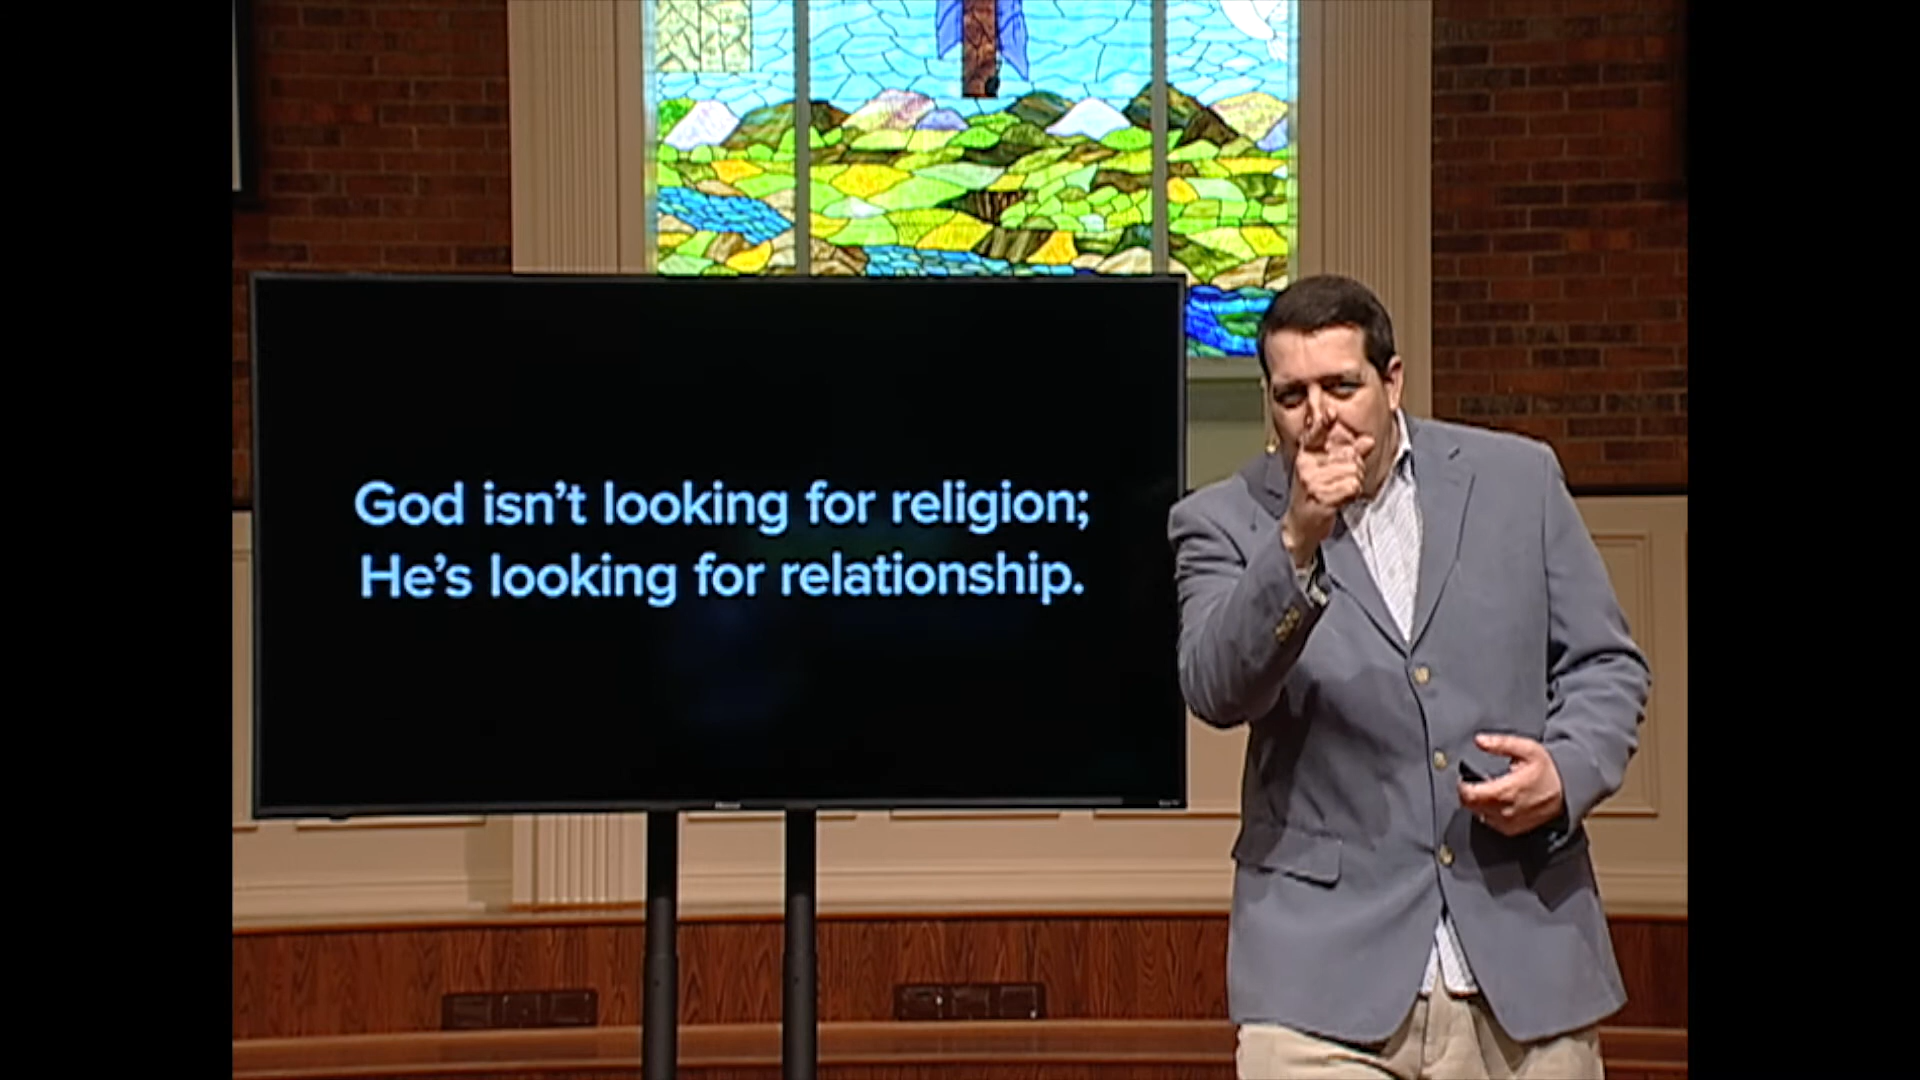 God isn’t looking for religion;
He’s looking for relationship.